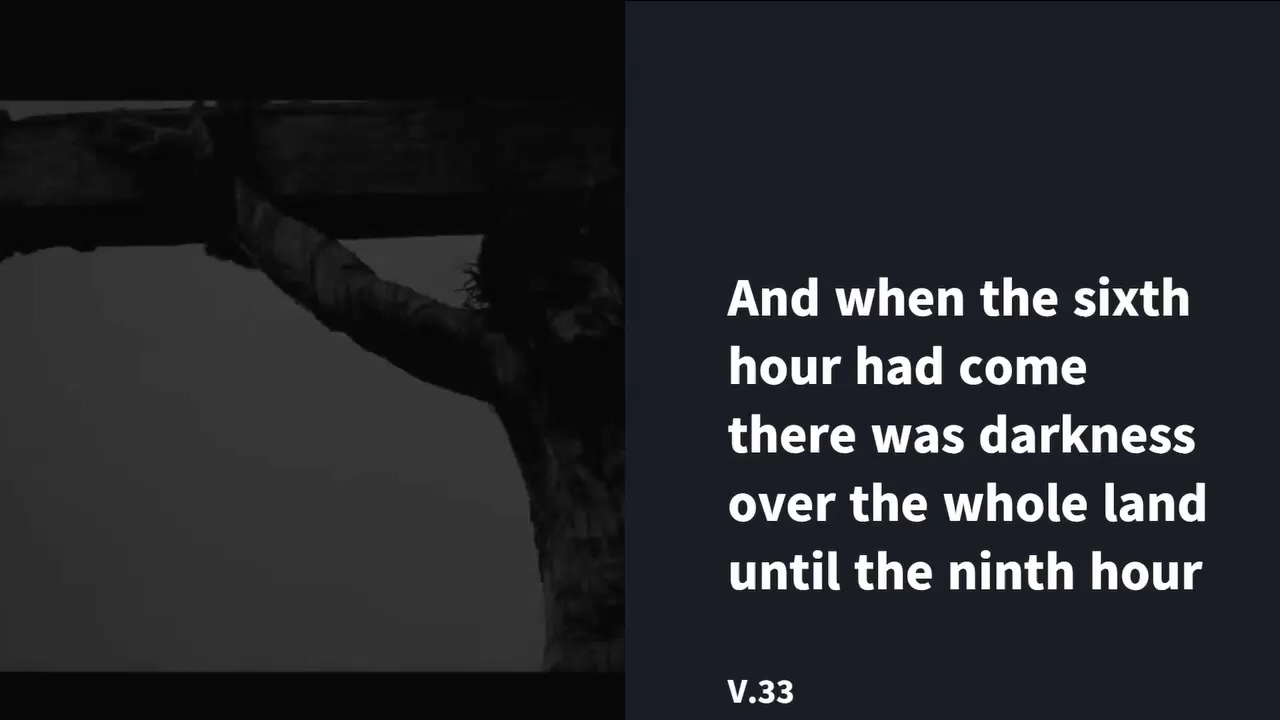 And when the sixth
hour had come
there was darkness
over the whole land
until the ninth hour
V.33